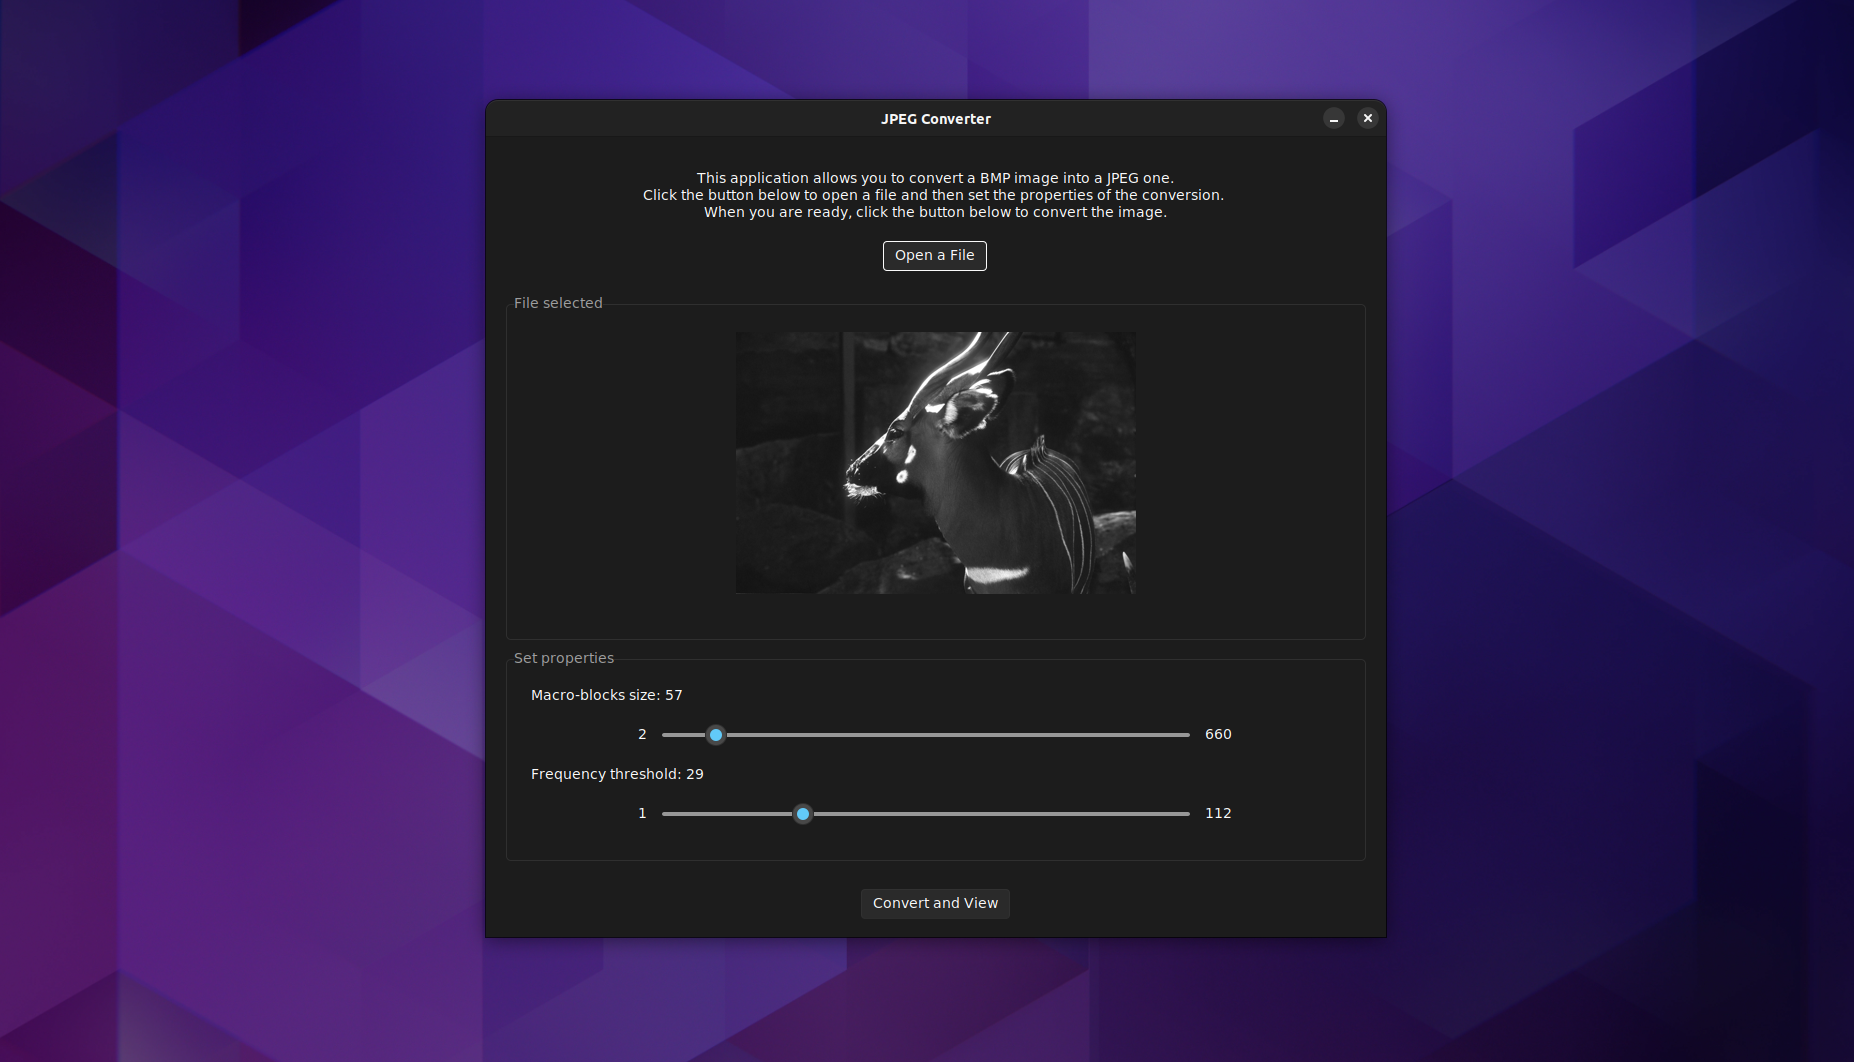 JPEG Converter
This application allows you to convert a BMP image into a JPEG one.
Click the button below to open a file and then set the properties of the conversion.
When you are ready, click the button below to convert the image.
Open a File
File selected
Set properties
Macro-blocks size: 57
2 660
Frequency threshold: 29
1 112
Convert and View